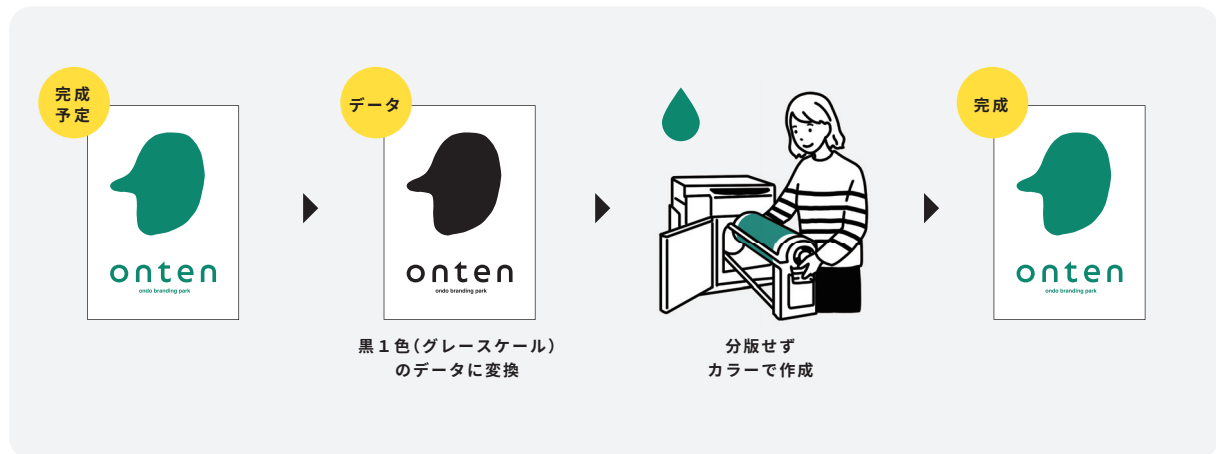 完成
予定
onten
ondo branding park
データ
onten
ondo branding park
黒１色（グレースケール）
のデータに変換
分版せず
カラーで作成
完成
onten
ondo branding park